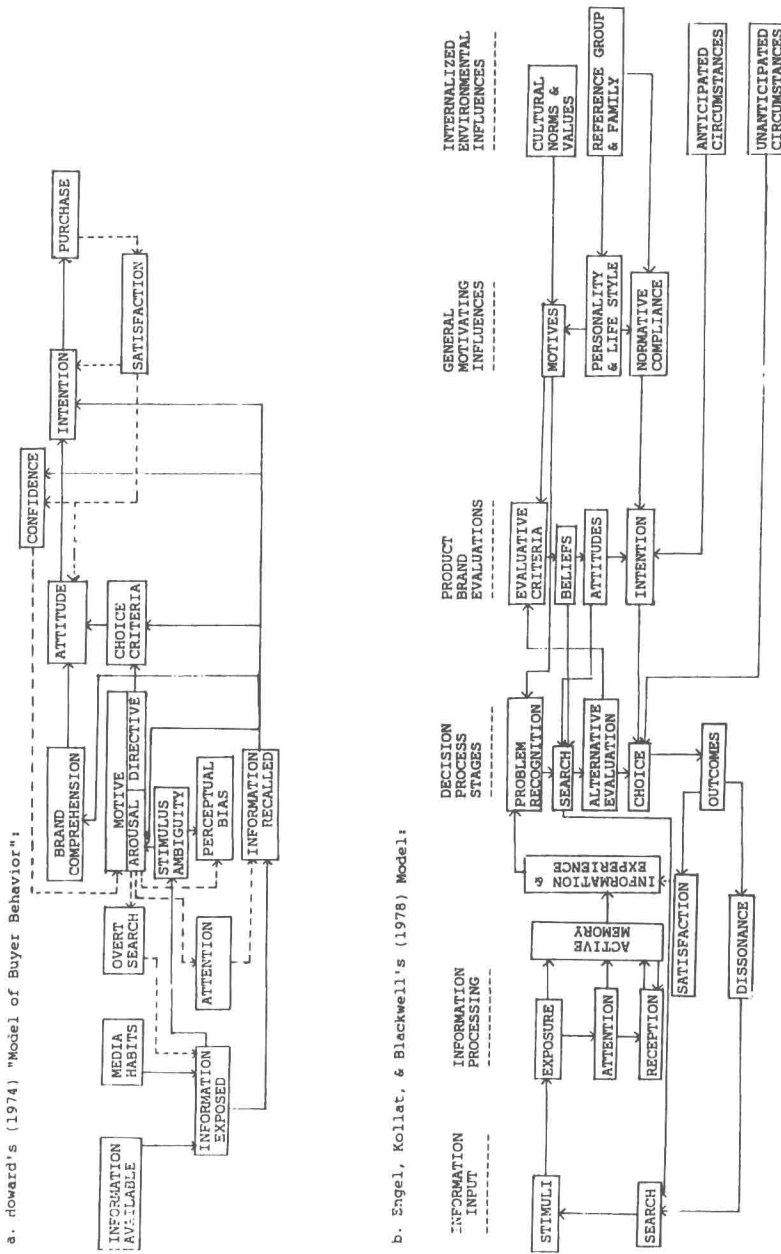 a. Howard's (1974) "Model of Buyer Behavior":
INFORMATION
AVAILABLE
MEDIA
HABITS
INFORMATION
EXPOSED
OVERT
SEARCH
ATTENTION
BRAND
COMPREHENSION
MOTIVE
AROUSAL
DIRECTIVE
STIMULUS
AMBIGUITY
PERCEPTUAL
BIAS
INFORMATION
RECALLED
ATTITUDE
CHOICE
CRITERIA
CONFIDENCE
INTENTION
SATISFACTION
PURCHASE
b. Engel, Kollat, & Blackwell's (1978) Model:
INFORMATION
INPUT
STIMULI
SEARCH
INFORMATION
PROCESSING
EXPOSURE
ATTENTION
RECEPTION
ACTIVE
MEMORY
INFORMATION &
EXPERIENCE
SATISFACTION
DISSONANCE
DECISION
PROCESS
STAGES
PROBLEM
RECOGNITION
SEARCH
ALTERNATIVE
EVALUATION
CHOICE
OUTCOMES
PRODUCT
BRAND
EVALUATIONS
EVALUATIVE
CRITERIA
BELIEFS
ATTITUDES
INTENTION
GENERAL
MOTIVATING
INFLUENCES
MOTIVES
PERSONALITY
& LIFE STYLE
NORMATIVE
COMPLIANCE
INTERNALIZED
ENVIRONMENTAL
INFLUENCES
CULTURAL
NORMS &
VALUES
REFERENCE GROUP
& FAMILY
ANTICIPATED
CIRCUMSTANCES
UNANTICIPATED
CIRCUMSTANCES